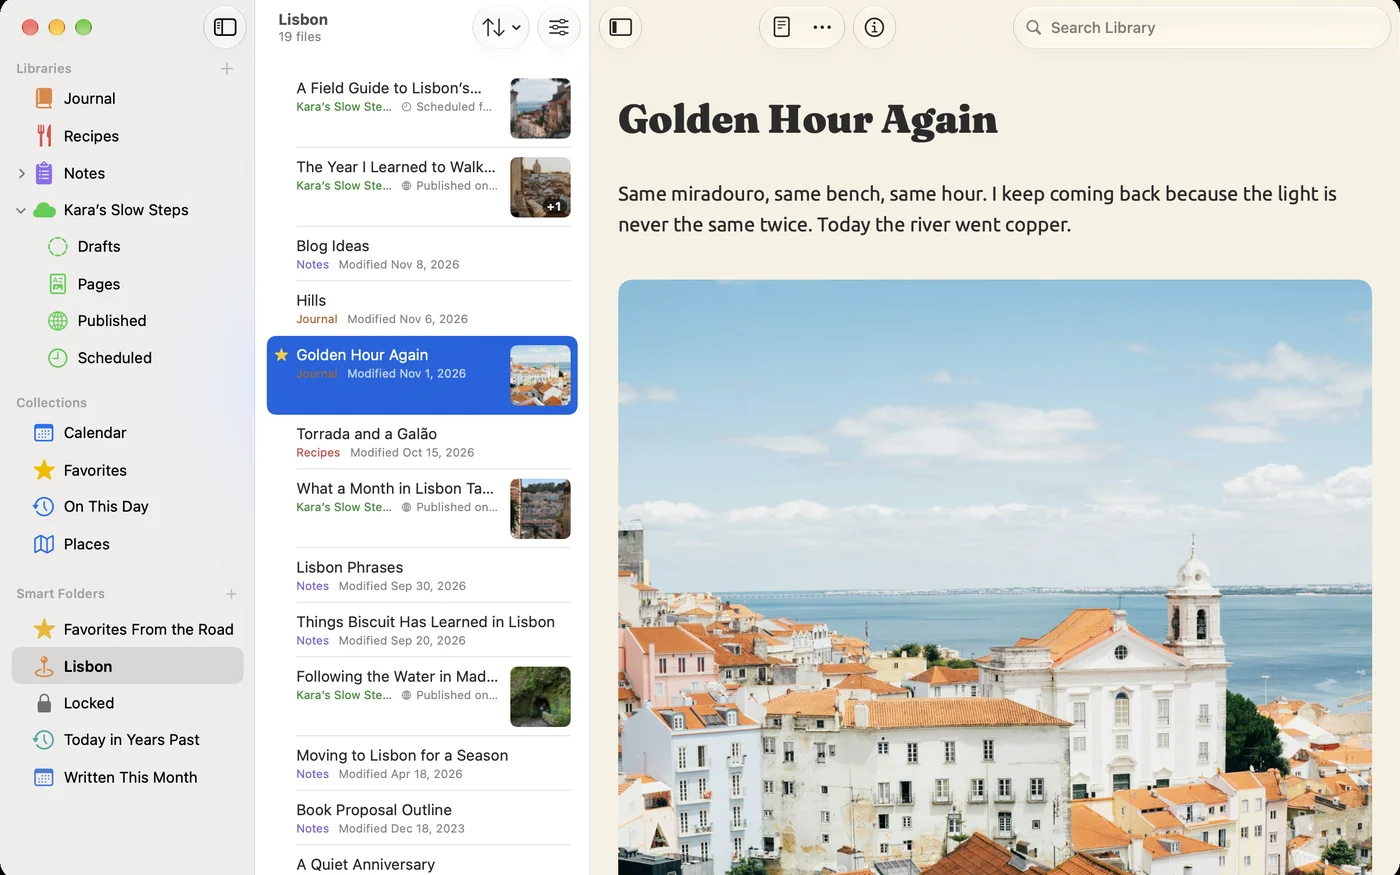 Libraries
Journal
Recipes
Notes
Kara's Slow Steps
Drafts
Pages
Published
Scheduled
Collections
Calendar
Favorites
On This Day
Places
Smart Folders
Favorites From the Road
Lisbon
Locked
Today in Years Past
Written This Month
Lisbon
19 files
A Field Guide to Lisbon's...
Kara's Slow Ste... Scheduled f...
The Year I Learned to Walk...
Kara's Slow Ste... Published on...
+1
Blog Ideas
Notes Modified Nov 8, 2026
Hills
Journal Modified Nov 6, 2026
Golden Hour Again
Journal Modified Nov 1, 2026
Torrada and a Galão
Recipes Modified Oct 15, 2026
What a Month in Lisbon Ta...
Kara's Slow Ste... Published on...
Lisbon Phrases
Notes Modified Sep 30, 2026
Things Biscuit Has Learned in Lisbon
Notes Modified Sep 20, 2026
Following the Water in Mad...
Kara's Slow Ste... Published on...
Moving to Lisbon for a Season
Notes Modified Apr 18, 2026
Book Proposal Outline
Notes Modified Dec 18, 2023
A Quiet Anniversary
Search Library
Golden Hour Again
Same miradouro, same bench, same hour. I keep coming back because the light is
never the same twice. Today the river went copper.